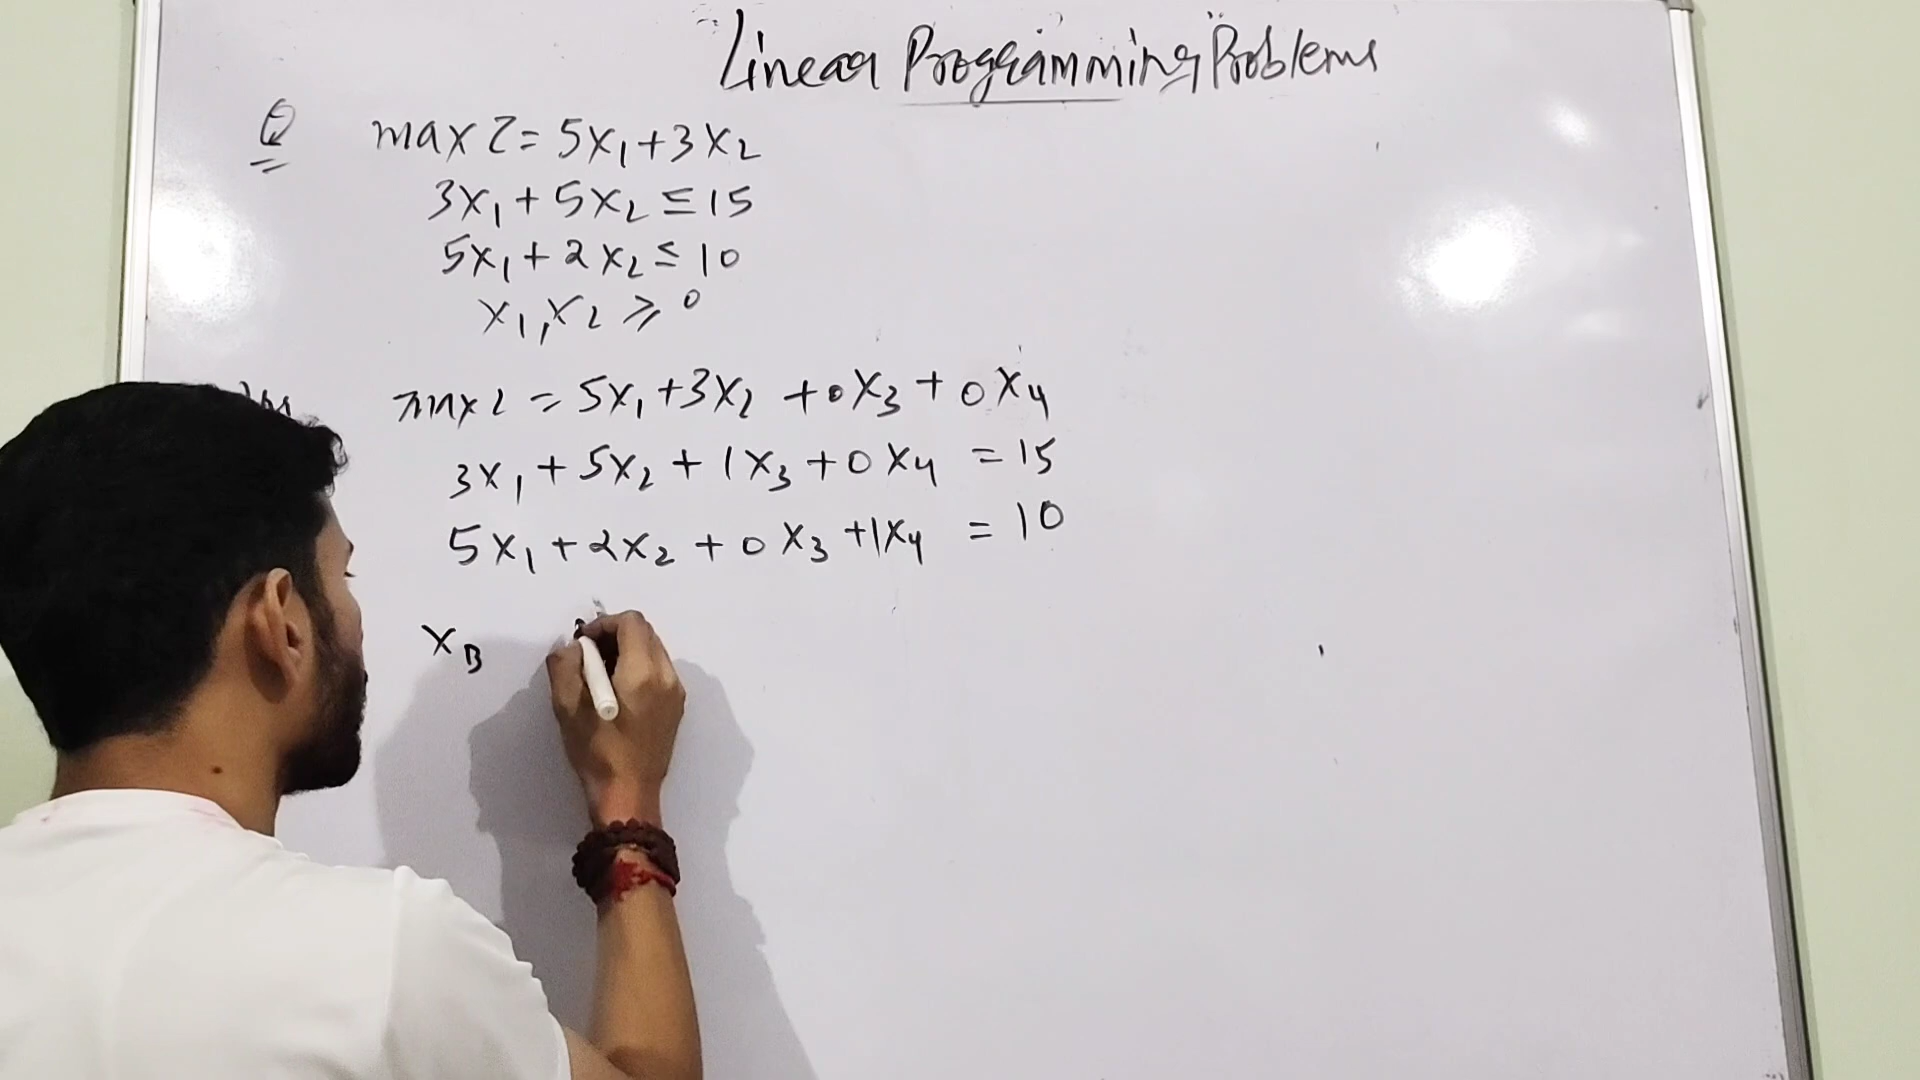 Linear Programming Problems
Q max Z = 5x₁ + 3x₂
3x₁ + 5x₂ ≤ 15
5x₁ + 2x₂ ≤ 10
x₁, x₂ ≥ 0
max Z = 5x₁ + 3x₂ + 0x₃ + 0x₄
3x₁ + 5x₂ + 1x₃ + 0x₄ = 15
5x₁ + 2x₂ + 0x₃ + 1x₄ = 10
X_B